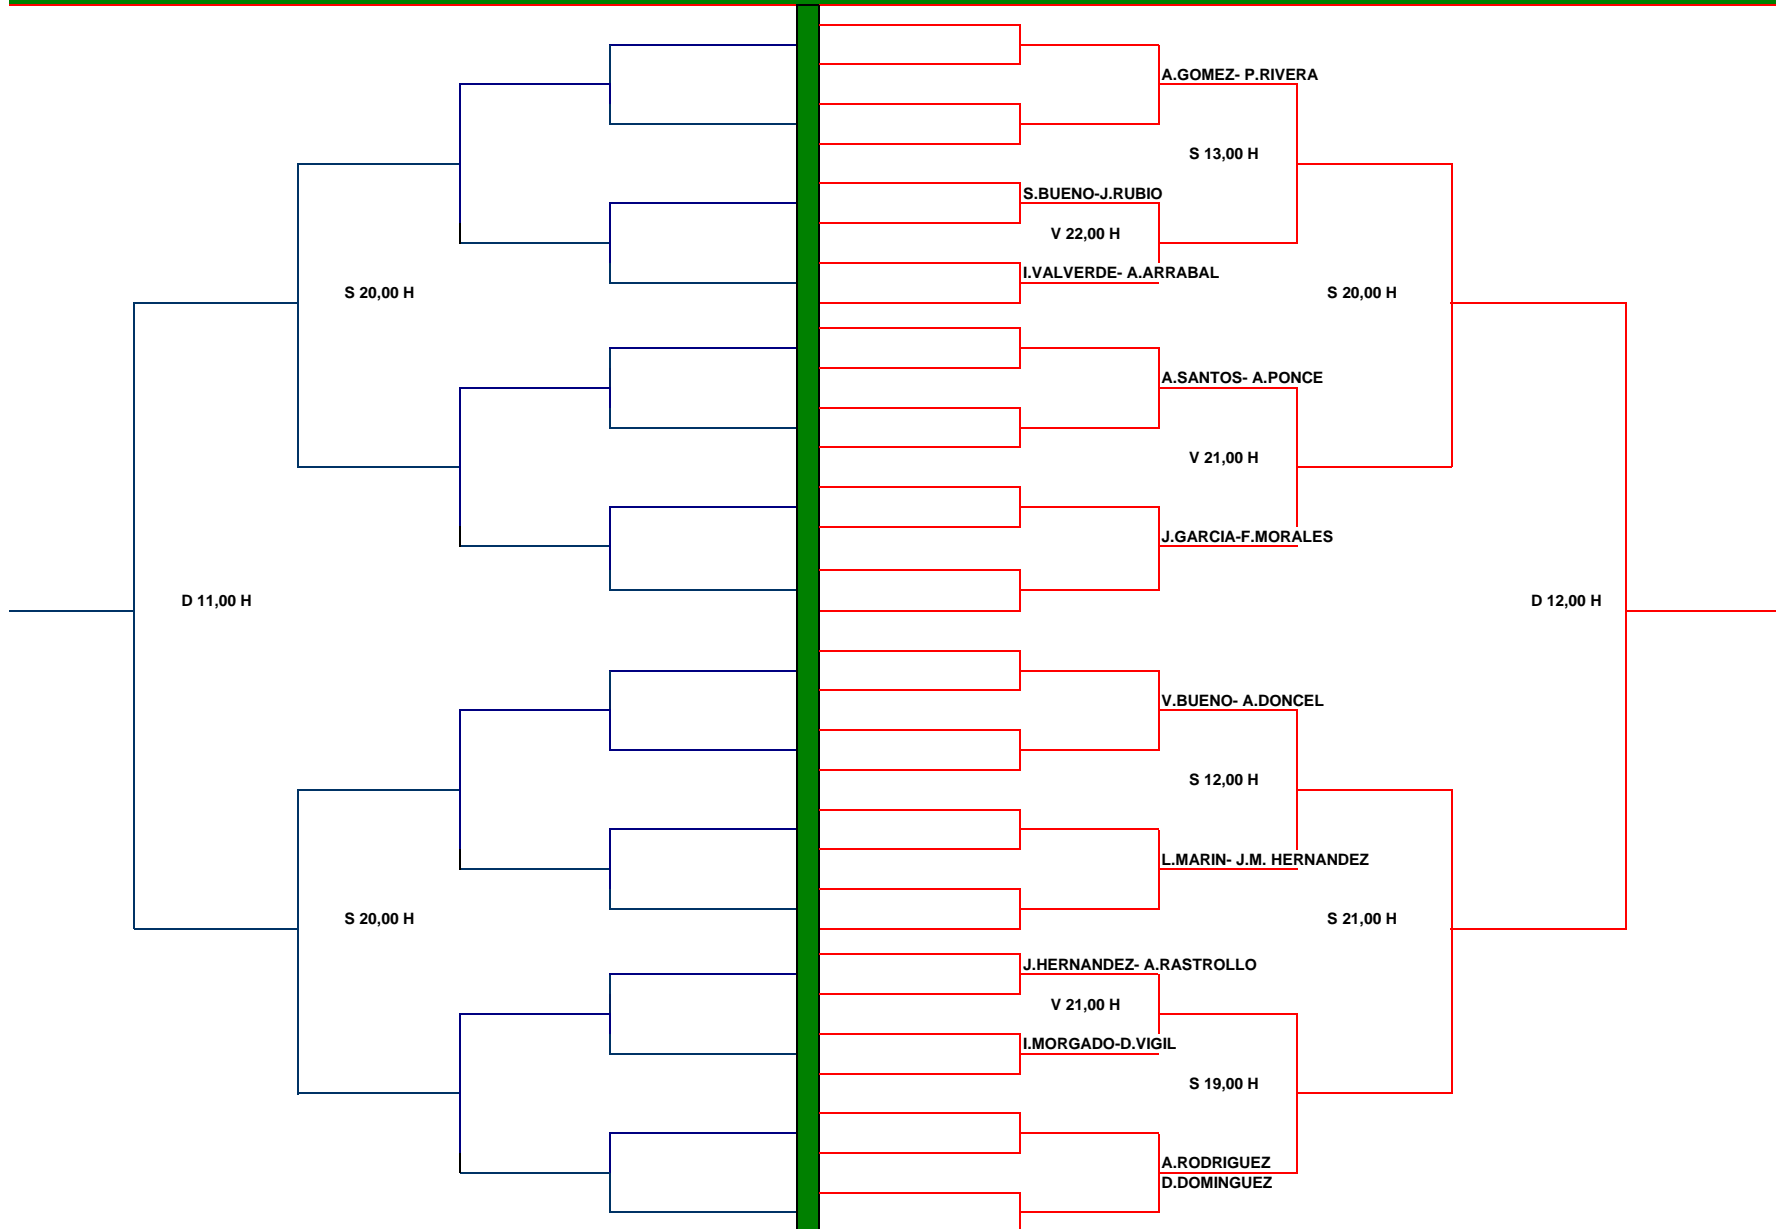 A.GOMEZ- P.RIVERA
S 13,00 H
S.BUENO-J.RUBIO
V 22,00 H
I.VALVERDE- A.ARRABAL
S 20,00 H
S 20,00 H
A.SANTOS- A.PONCE
V 21,00 H
J.GARCIA-F.MORALES
D 11,00 H
D 12,00 H
V.BUENO- A.DONCEL
S 12,00 H
L.MARIN- J.M. HERNANDEZ
S 20,00 H
S 21,00 H
J.HERNANDEZ- A.RASTROLLO
V 21,00 H
I.MORGADO-D.VIGIL
S 19,00 H
A.RODRIGUEZ
D.DOMINGUEZ